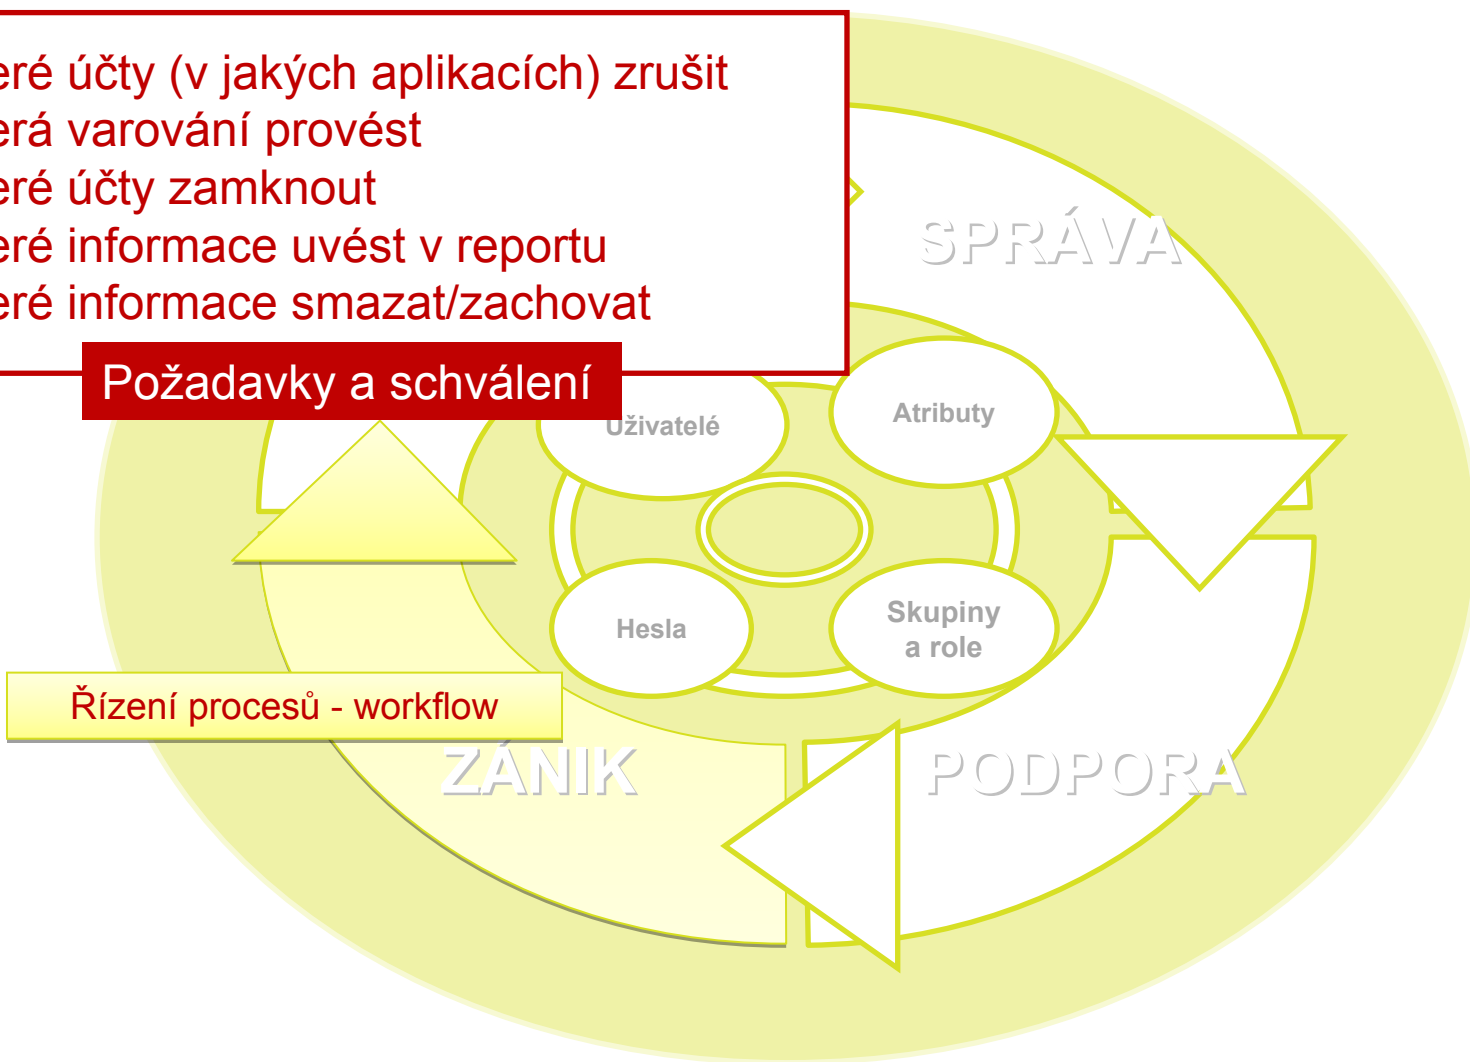 eré účty (v jakých aplikacích) zrušit
erá varování provést
eré účty zamknout
eré informace uvést v reportu
eré informace smazat/zachovat
Požadavky a schválení
SPRÁVA
Uživatelé
Atributy
Hesla
Skupiny
a role
Řízení procesů - workflow
ZÁNIK
PODPORA